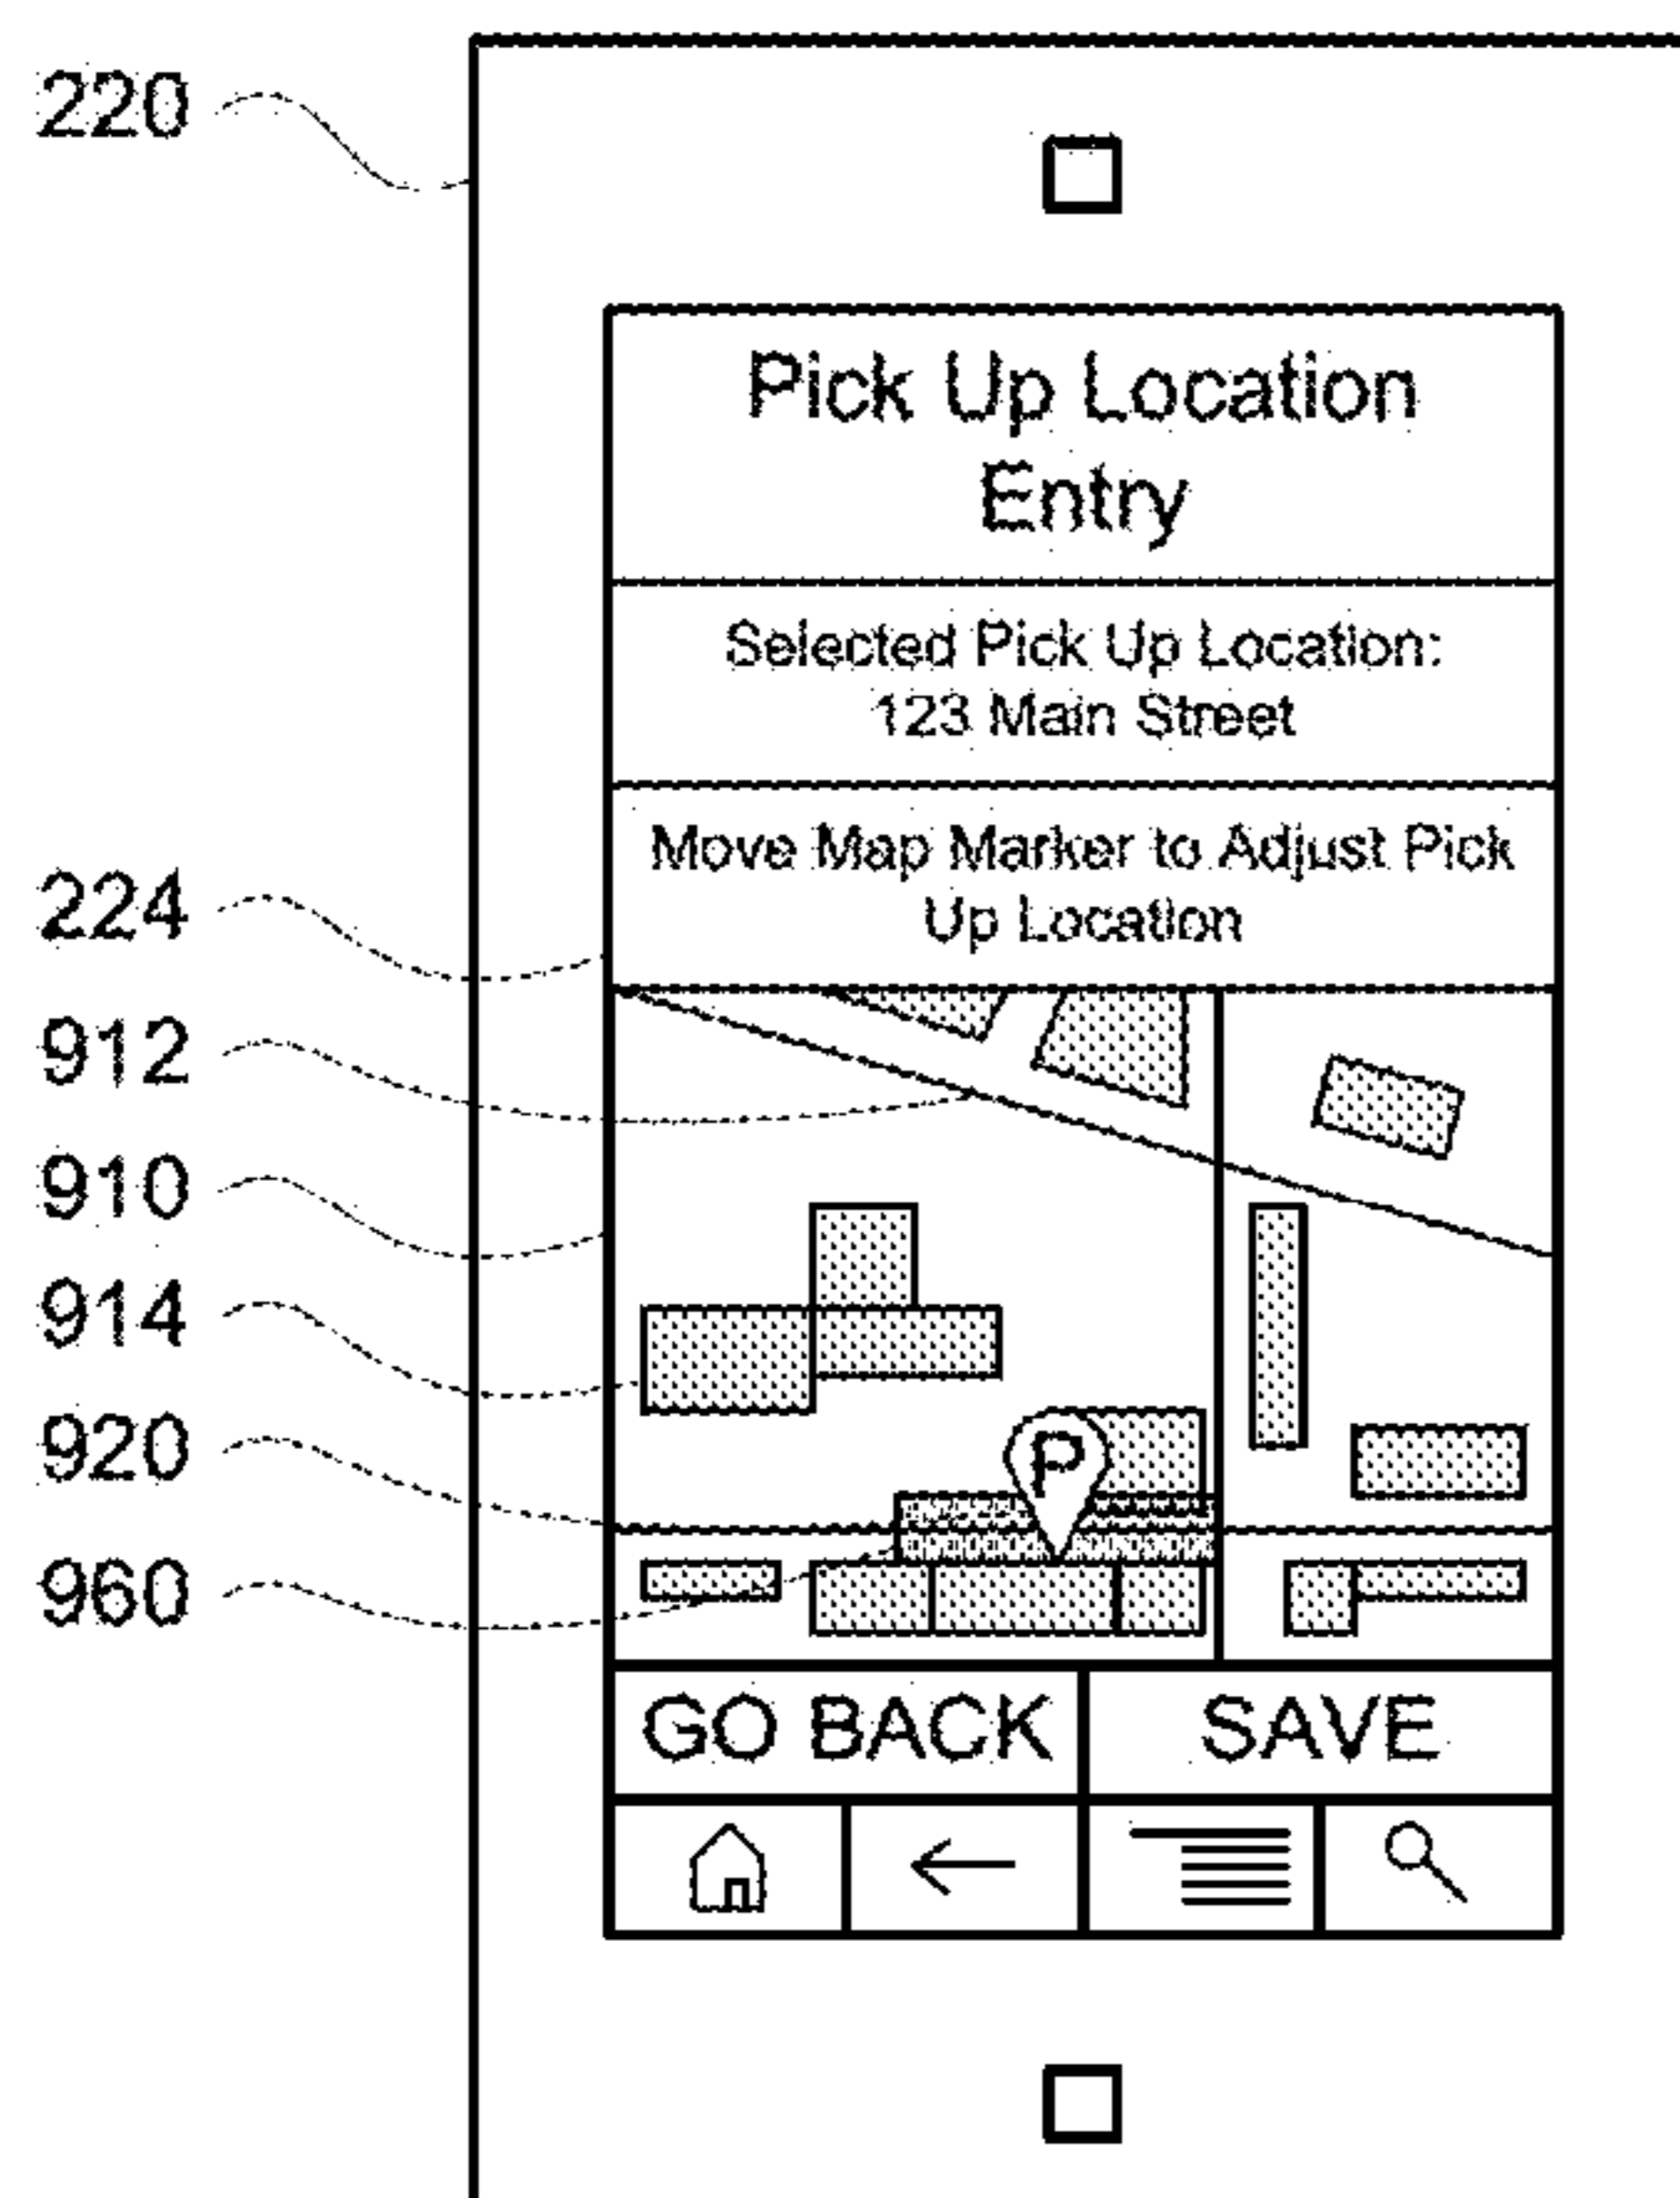 220
Pick Up Location
Entry
Selected Pick Up Location:
123 Main Street
Move Map Marker to Adjust Pick
Up Location
224
912
910
914
920
960
P
GO BACK
SAVE